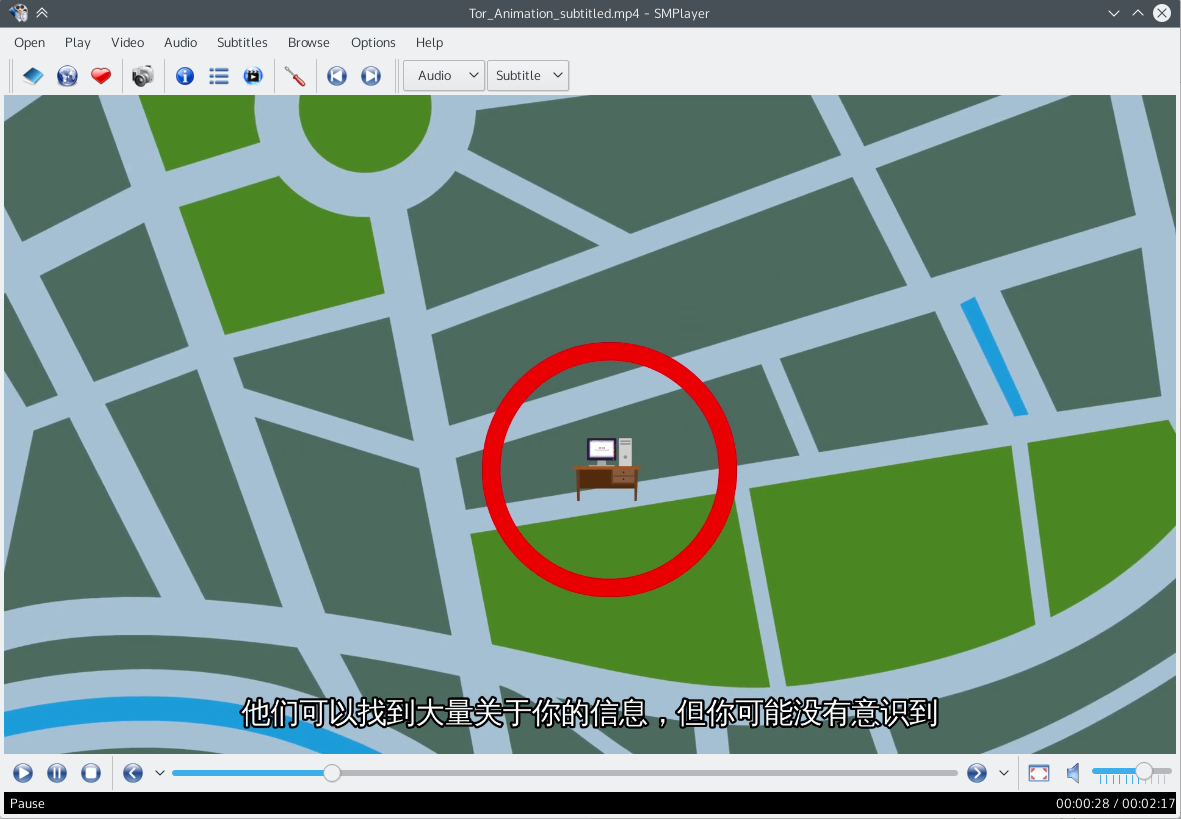 Tor_Animation_subtitled.mp4 - SMPlayer
Open Play Video Audio Subtitles Browse Options Help
Audio Subtitle
他们可以找到大量关于你的信息，但你可能没有意识到
Pause 00:00:28 / 00:02:17